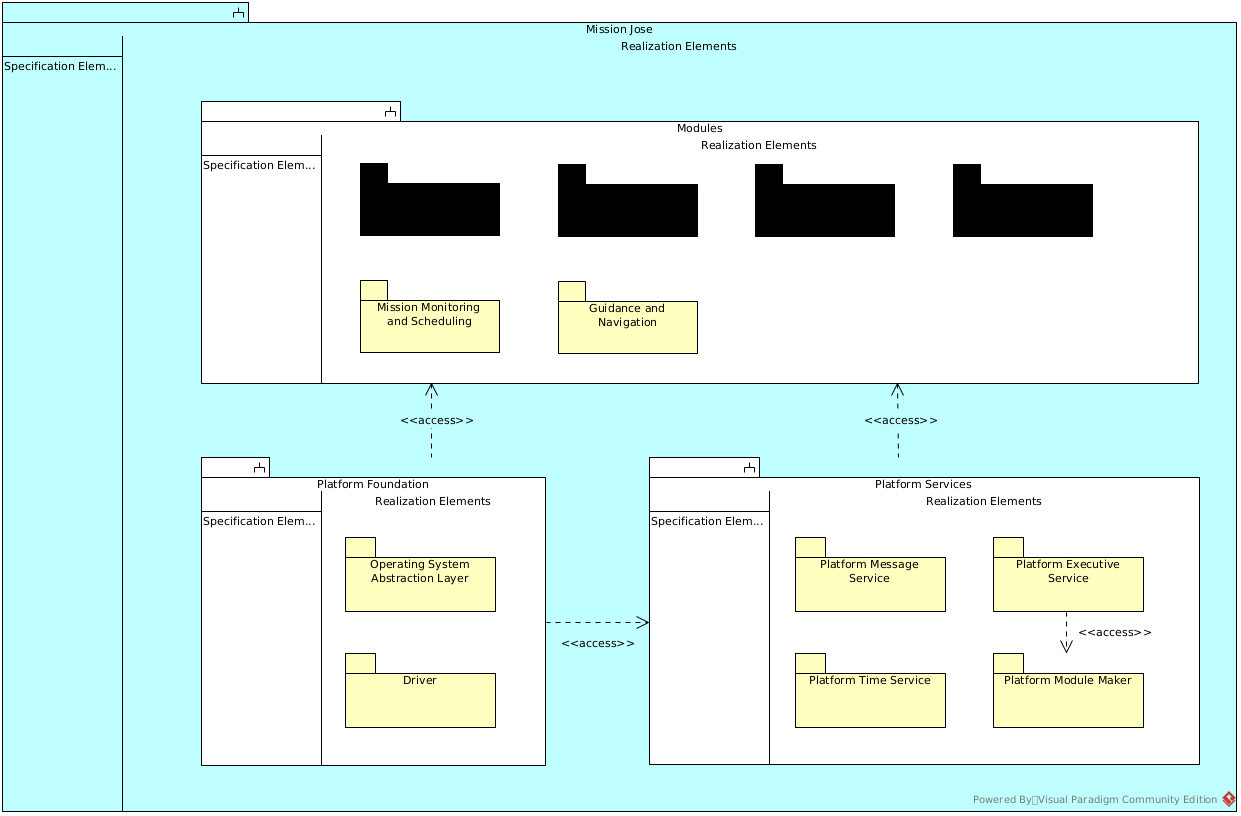 Mission Jose
Realization Elements
Specification Elem...
Modules
Realization Elements
Specification Elem...
Mission Monitoring
and Scheduling
Guidance and
Navigation
<<access>>
<<access>>
Platform Foundation
Realization Elements
Specification Elem...
Operating System
Abstraction Layer
Driver
<<access>>
Platform Services
Realization Elements
Specification Elem...
Platform Message
Service
Platform Executive
Service
<<access>>
Platform Time Service
Platform Module Maker
Powered By▯Visual Paradigm Community Edition